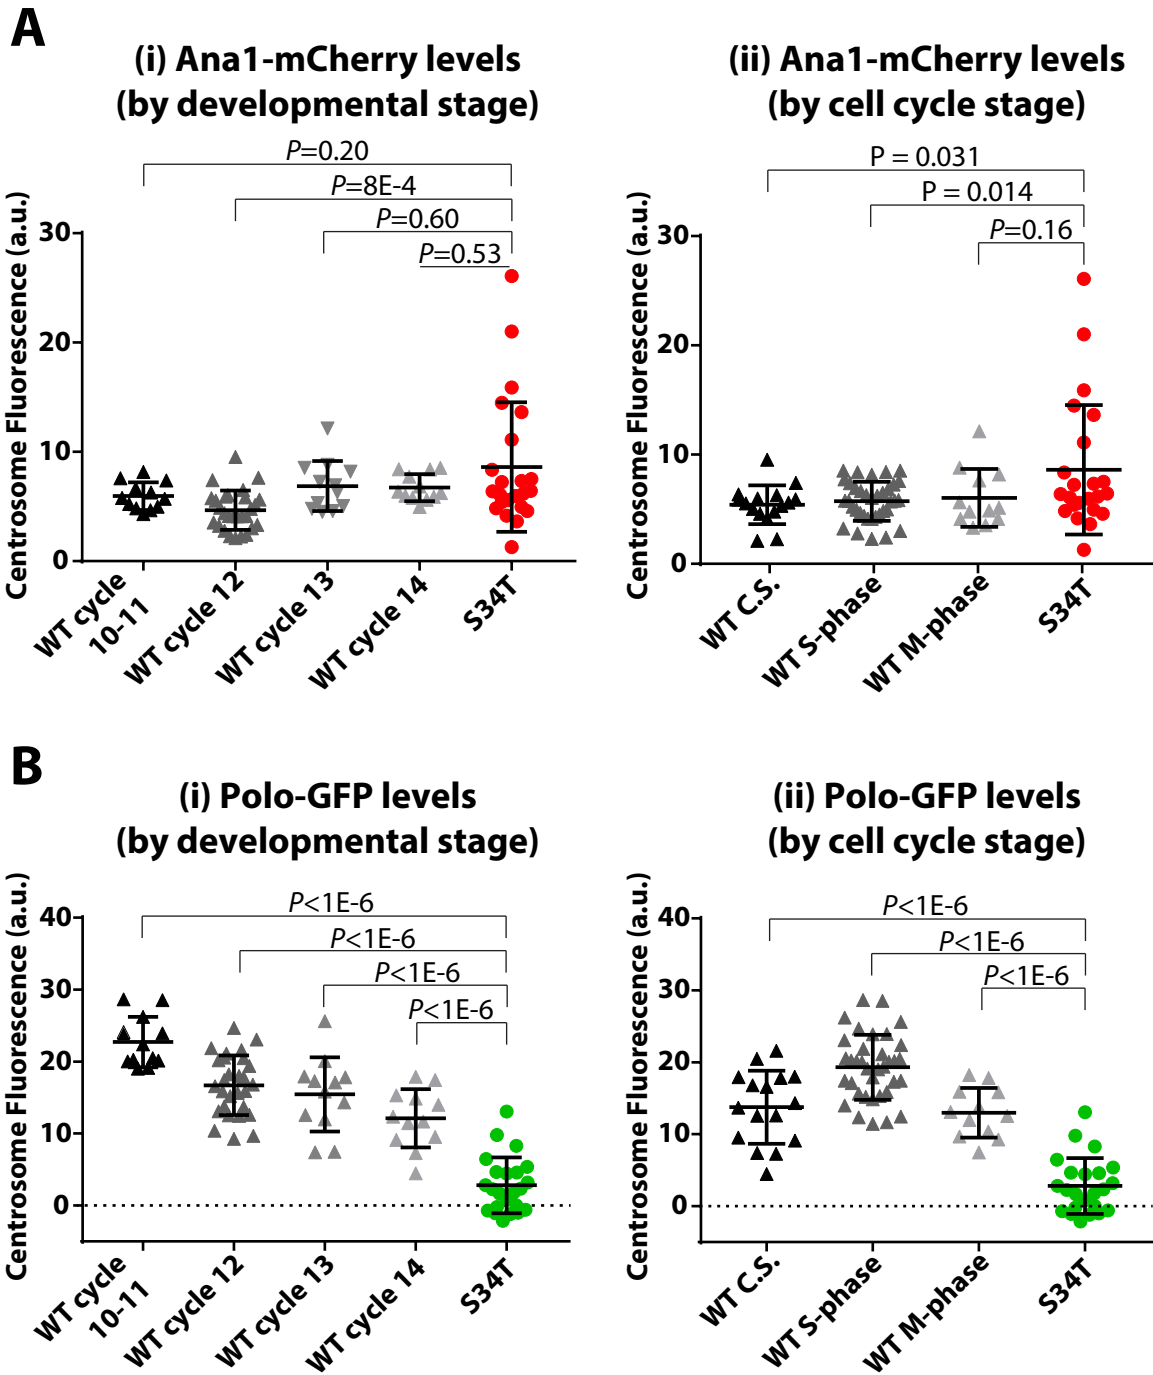 A
(i) Ana1-mCherry levels
(by developmental stage)
P=0.20
P=8E-4
P=0.60
P=0.53
Centrosome Fluorescence (a.u.)
30
20
10
0
WT cycle
10-11
WT cycle 12
WT cycle 13
WT cycle 14
S34T
(ii) Ana1-mCherry levels
(by cell cycle stage)
P = 0.031
P = 0.014
P=0.16
Centrosome Fluorescence (a.u.)
30
20
10
0
WT C.S.
WT S-phase
WT M-phase
S34T
B
(i) Polo-GFP levels
(by developmental stage)
P<1E-6
P<1E-6
P<1E-6
P<1E-6
Centrosome Fluorescence (a.u.)
40
30
20
10
0
WT cycle
10-11
WT cycle 12
WT cycle 13
WT cycle 14
S34T
(ii) Polo-GFP levels
(by cell cycle stage)
P<1E-6
P<1E-6
P<1E-6
Centrosome Fluorescence (a.u.)
40
30
20
10
0
WT C.S.
WT S-phase
WT M-phase
S34T